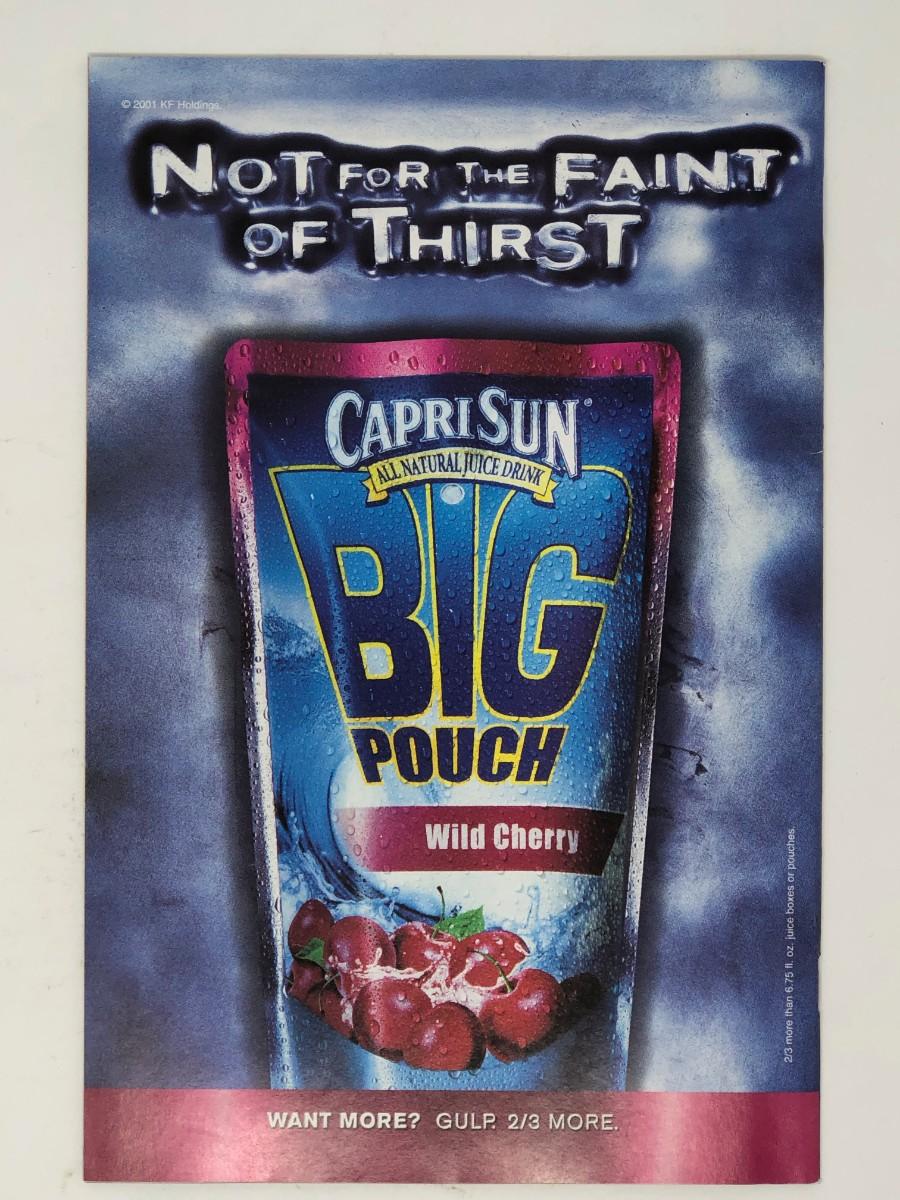 © 2001 KF Holdings.
NOT FOR THE FAINT
OF THIRST
CAPRI SUN
ALL NATURAL JUICE DRINK
BIG
POUCH
Wild Cherry
2/3 more than 6.75 fl. oz. juice boxes or pouches.
WANT MORE? GULP. 2/3 MORE.